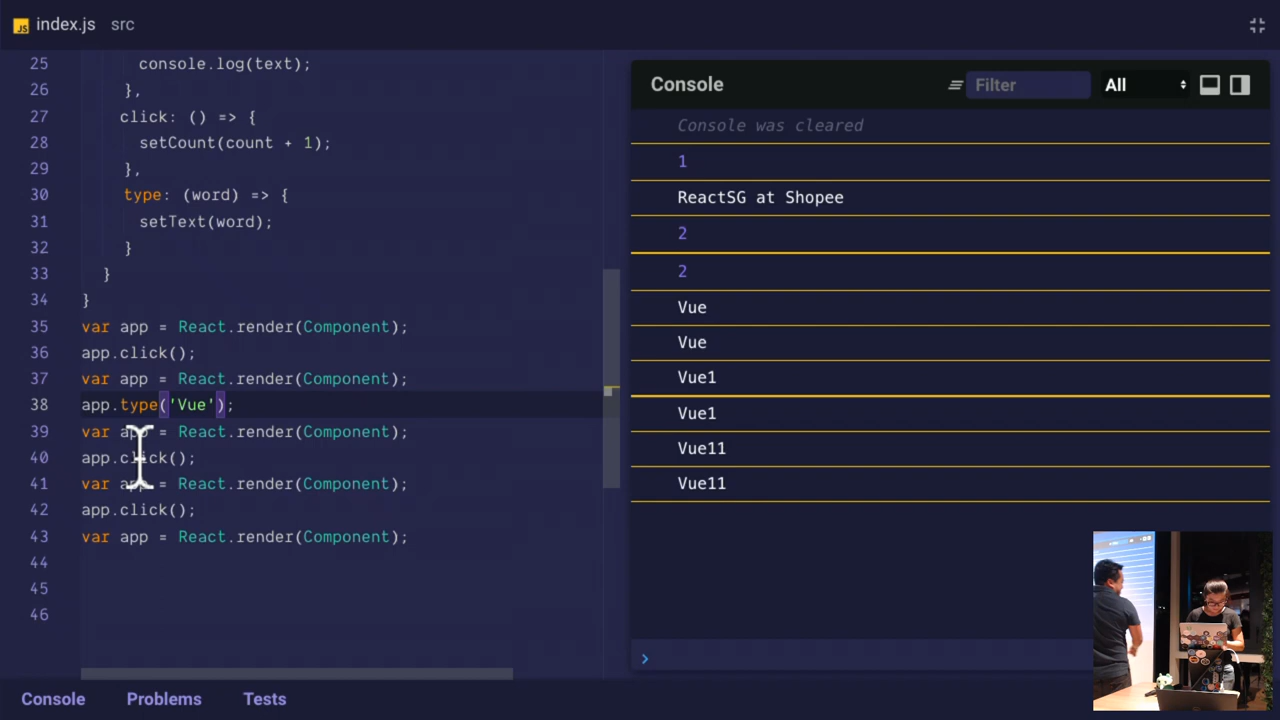 JS index.js src
25 console.log(text);
26 },
27 click: () => {
28 setCount(count + 1);
29 },
30 type: (word) => {
31 setText(word);
32 }
33 }
34 }
35 var app = React.render(Component);
36 app.click();
37 var app = React.render(Component);
38 app.type('Vue');
39 var app = React.render(Component);
40 app.click();
41 var app = React.render(Component);
42 app.click();
43 var app = React.render(Component);
44
45
46
Console Filter All
Console was cleared
1
ReactSG at Shopee
2
2
Vue
Vue
Vue1
Vue1
Vue11
Vue11
Console Problems Tests